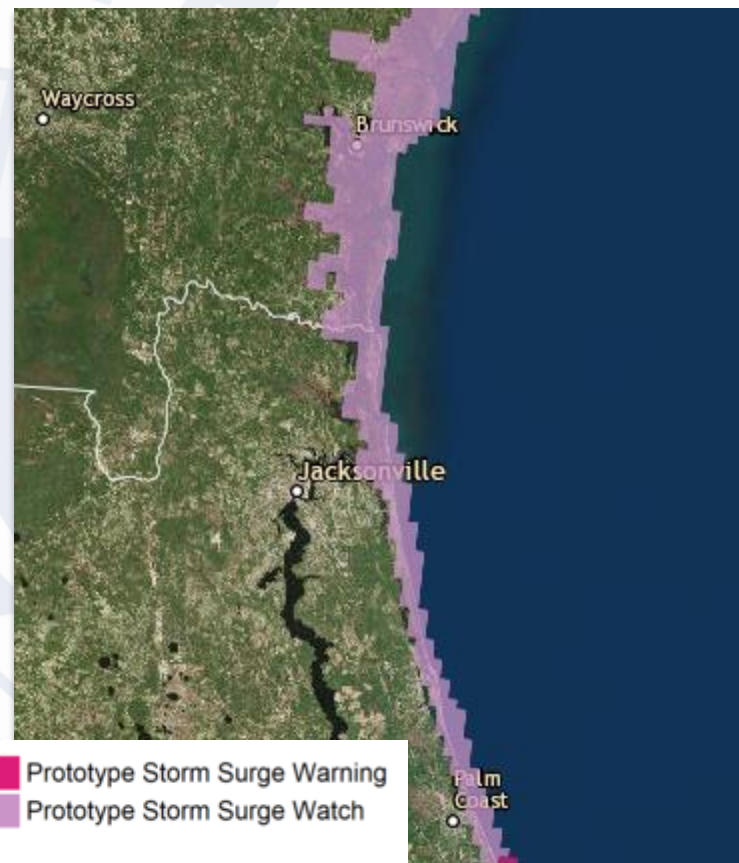 Waycross
Brunswick
Jacksonville
Palm
Coast
Prototype Storm Surge Warning
Prototype Storm Surge Watch